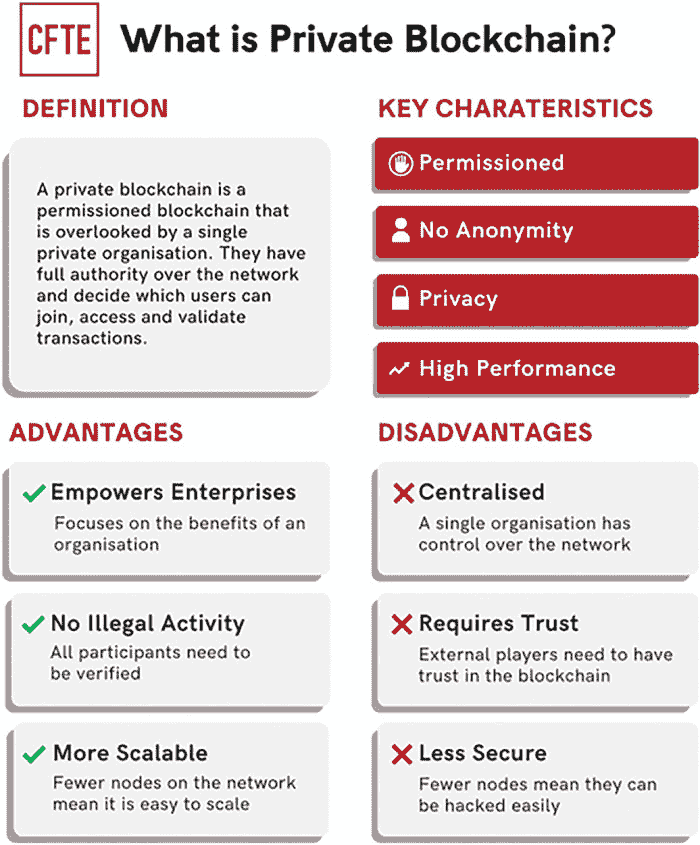 CFTE
What is Private Blockchain?
DEFINITION
A private blockchain is a
permissioned blockchain that
is overlooked by a single
private organisation. They have
full authority over the network
and decide which users can
join, access and validate
transactions.
KEY CHARATERISTICS
Permissioned
No Anonymity
Privacy
High Performance
ADVANTAGES
Empowers Enterprises
Focuses on the benefits of an
organisation
No Illegal Activity
All participants need to
be verified
More Scalable
Fewer nodes on the network
mean it is easy to scale
DISADVANTAGES
Centralised
A single organisation has
control over the network
Requires Trust
External players need to have
trust in the blockchain
Less Secure
Fewer nodes mean they can
be hacked easily